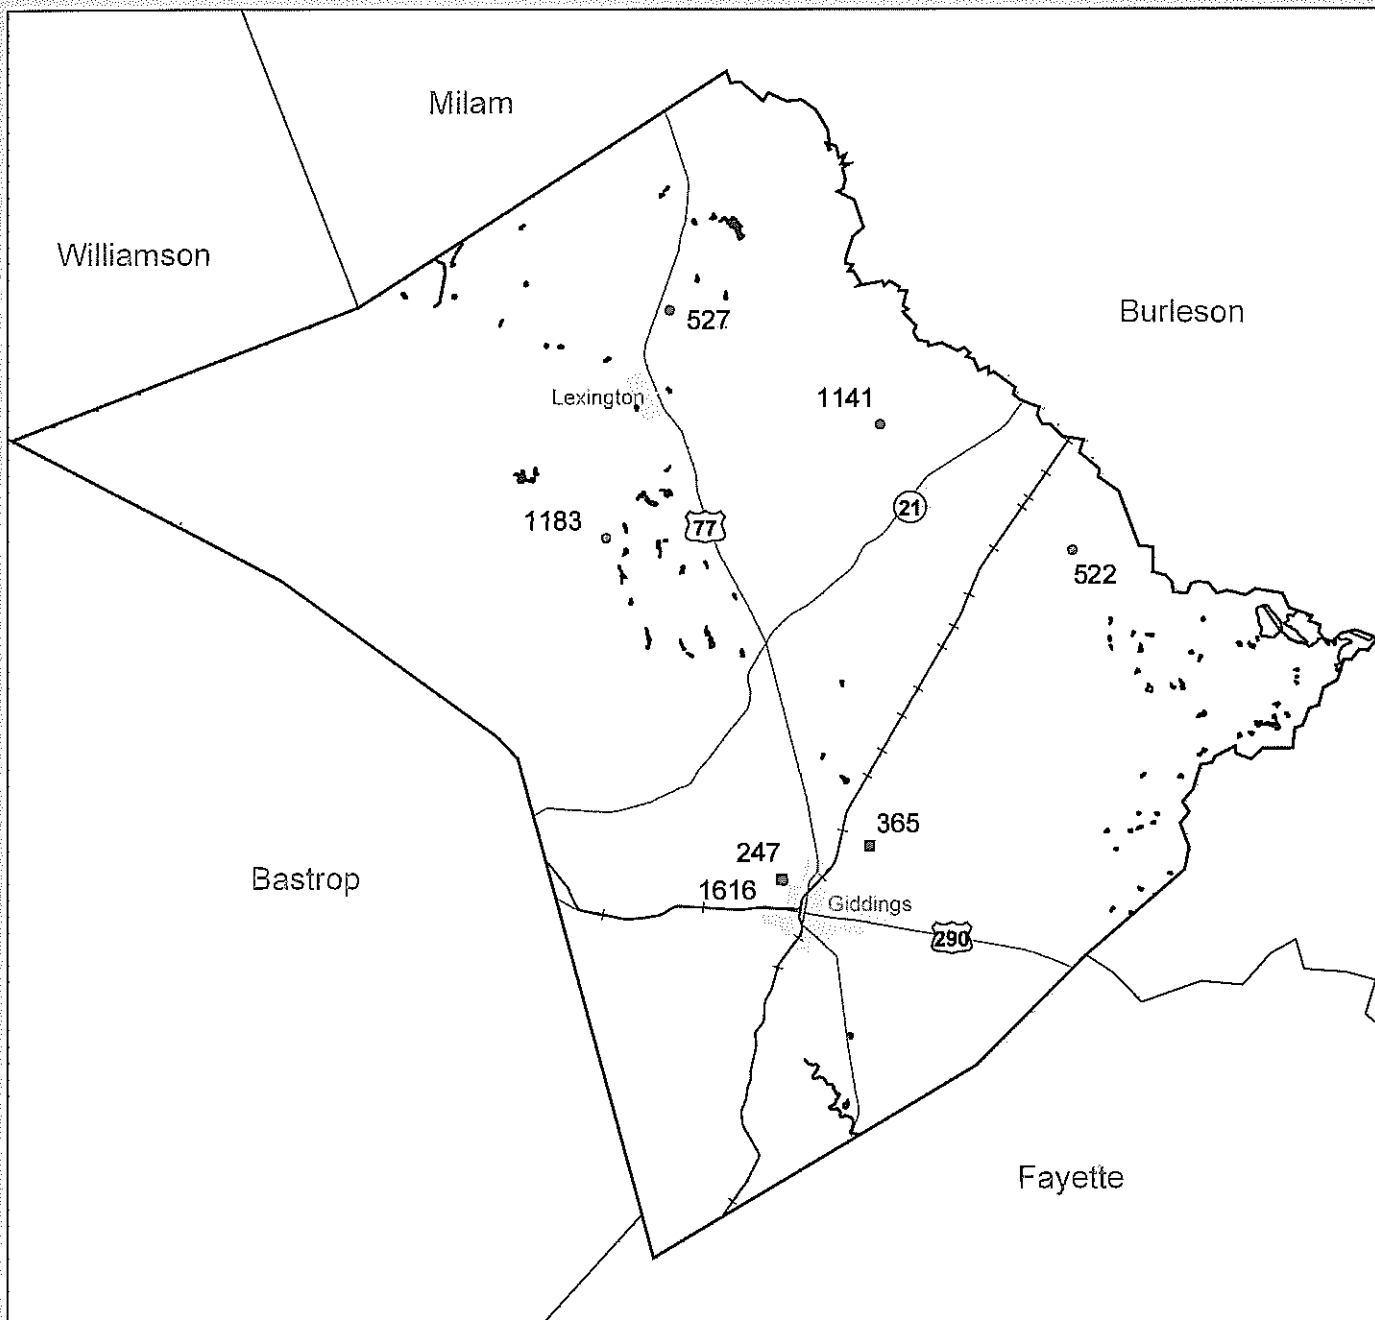 Milam
Williamson
Burleson
527
Lexington
1141
21
1183
77
522
365
247
Bastrop
1616
Giddings
290
Fayette